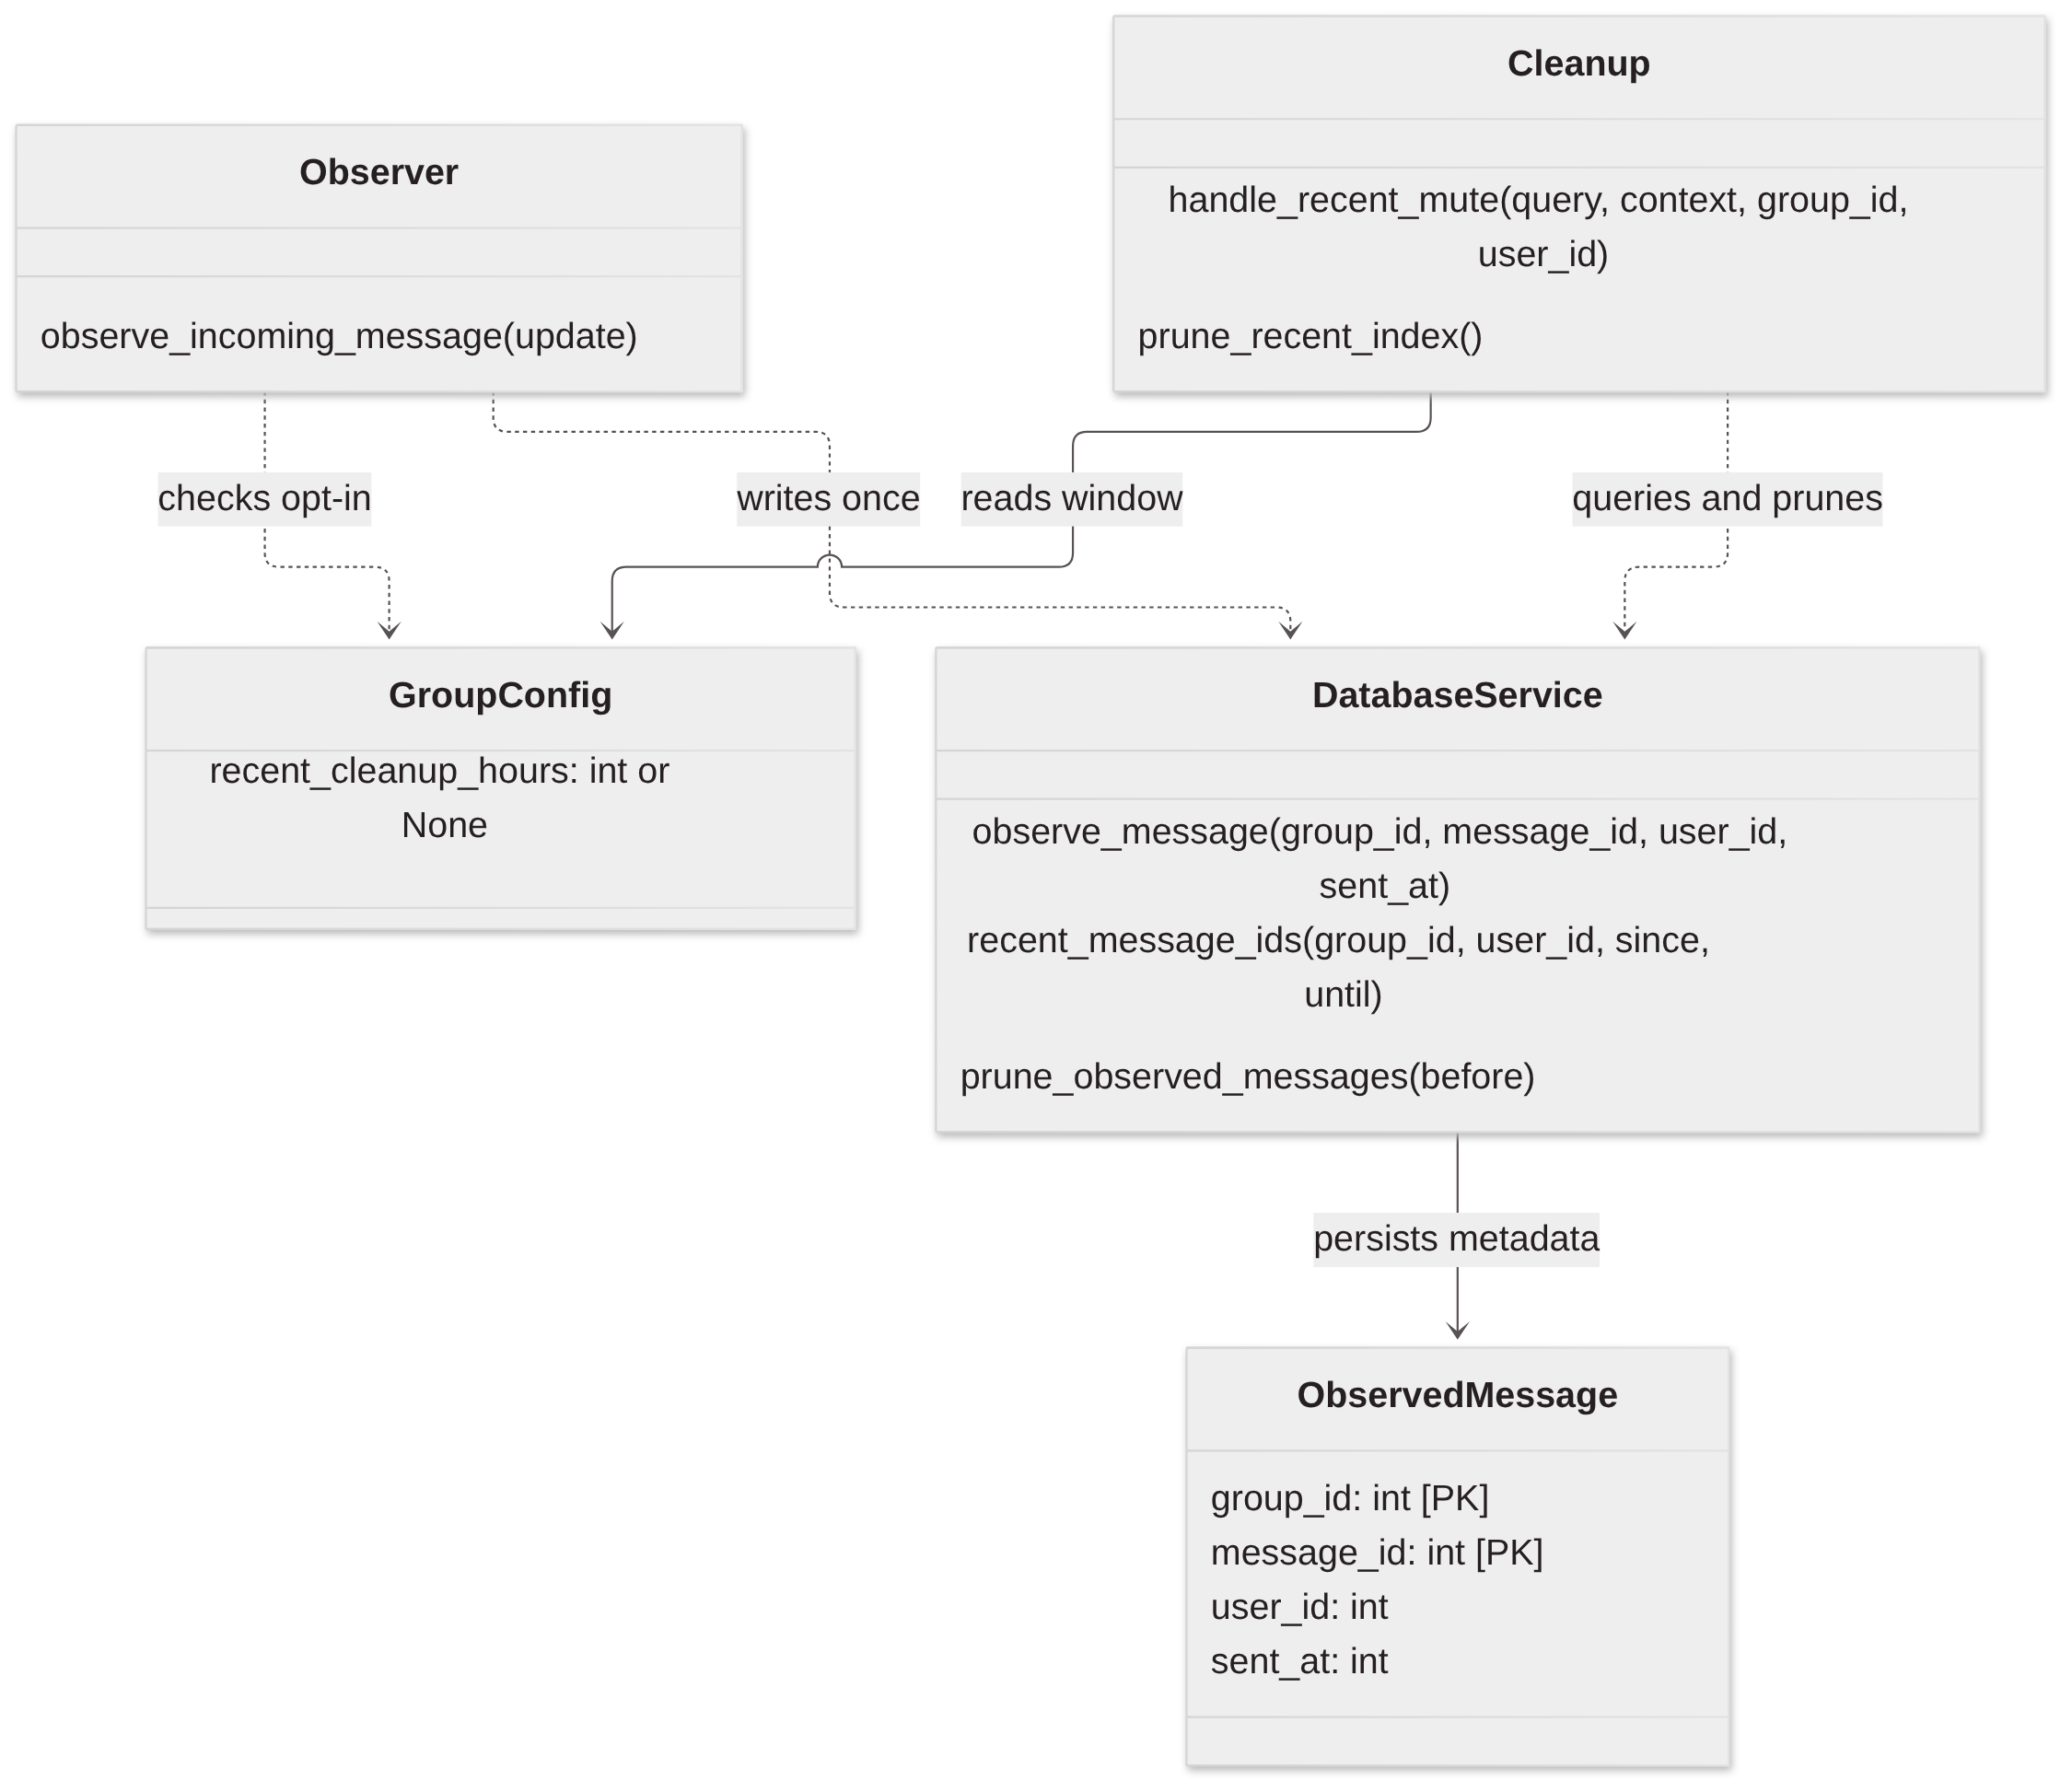 Cleanup
handle_recent_mute(query, context, group_id,
user_id)
prune_recent_index()
Observer
observe_incoming_message(update)
checks opt-in
writes once
reads window
queries and prunes
GroupConfig
recent_cleanup_hours: int or
None
DatabaseService
observe_message(group_id, message_id, user_id,
sent_at)
recent_message_ids(group_id, user_id, since,
until)
prune_observed_messages(before)
persists metadata
ObservedMessage
group_id: int [PK]
message_id: int [PK]
user_id: int
sent_at: int